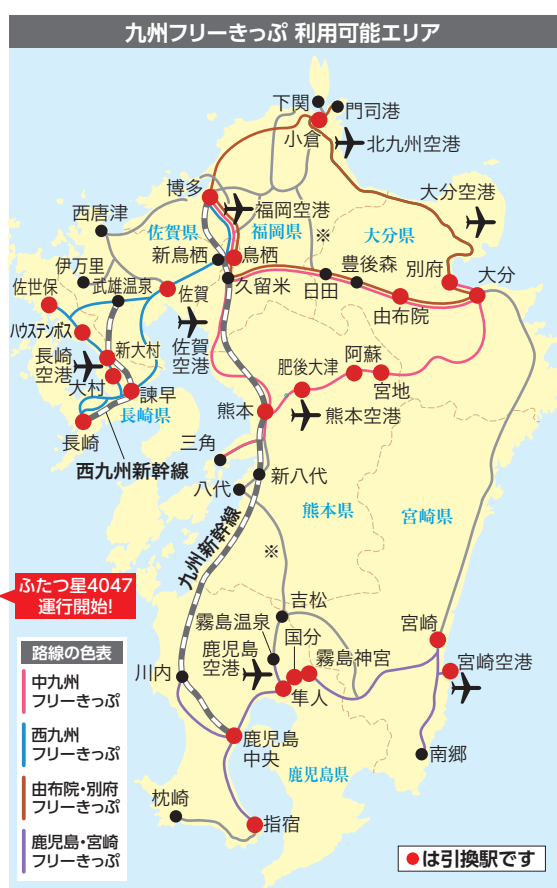 九州フリーきっぷ 利用可能エリア
下関
門司港
小倉
北九州空港
博多
福岡空港
大分空港
西唐津
佐賀県
福岡県
※
大分県
新鳥栖
鳥栖
伊万里
豊後森
別府
大分
佐世保
武雄温泉
佐賀
久留米
日田
由布院
ハウステンボス
新大村
佐賀
空港
長崎
空港
肥後大津
阿蘇
宮地
大村
諫早
長崎県
熊本
熊本空港
長崎
三角
西九州新幹線
新八代
八代
熊本県
宮崎県
九州新幹線
※
ふたつ星4047
運行開始!
吉松
霧島温泉
国分
宮崎
路線の色表
鹿児島
空港
霧島神宮
宮崎空港
川内
隼人
中九州
フリーきっぷ
西九州
フリーきっぷ
鹿児島
中央
南郷
由布院・別府
フリーきっぷ
鹿児島県
枕崎
指宿
鹿児島・宮崎
フリーきっぷ
●は引換駅です